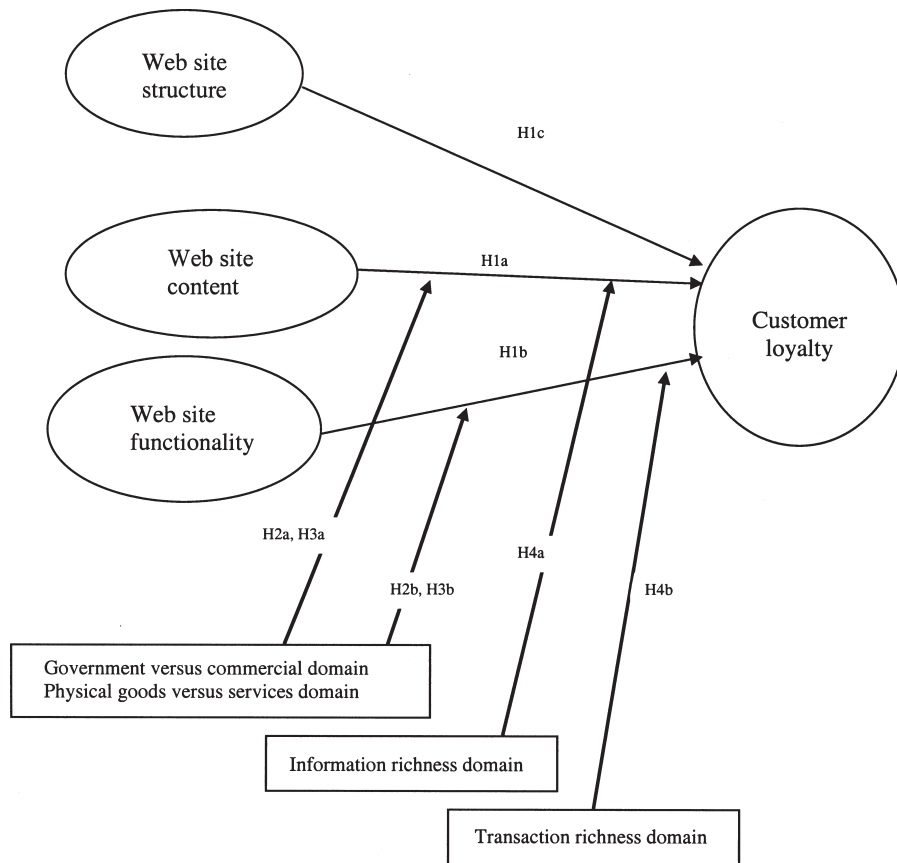 Web site
structure
H1c
Web site
content
H1a
Customer
loyalty
H1b
Web site
functionality
H2a, H3a
H4a
H2b, H3b
H4b
Government versus commercial domain
Physical goods versus services domain
Information richness domain
Transaction richness domain